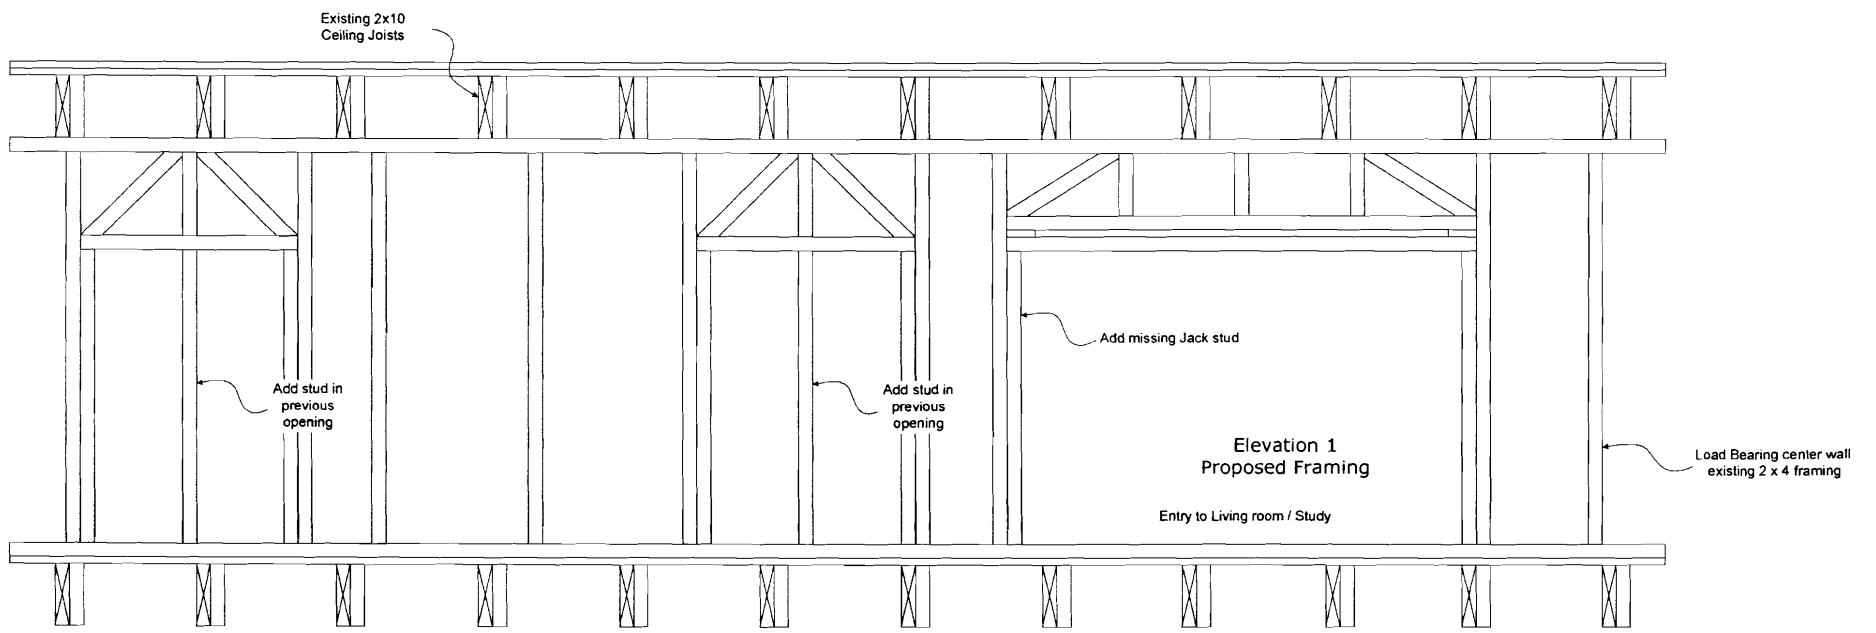 Existing 2x10
Ceiling Joists
Add missing Jack stud
Add stud in
previous
opening
Add stud in
previous
opening
Elevation 1
Proposed Framing
Load Bearing center wall
existing 2 x 4 framing
Entry to Living room / Study